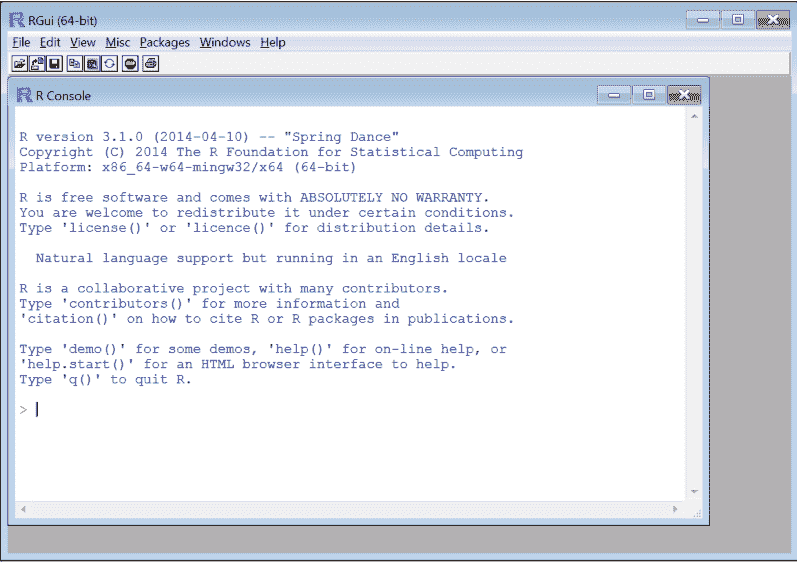 RGui (64-bit)
File Edit View Misc Packages Windows Help
R Console
R version 3.1.0 (2014-04-10) -- "Spring Dance"
Copyright (C) 2014 The R Foundation for Statistical Computing
Platform: x86_64-w64-mingw32/x64 (64-bit)
R is free software and comes with ABSOLUTELY NO WARRANTY.
You are welcome to redistribute it under certain conditions.
Type 'license()' or 'licence()' for distribution details.
Natural language support but running in an English locale
R is a collaborative project with many contributors.
Type 'contributors()' for more information and
'citation()' on how to cite R or R packages in publications.
Type 'demo()' for some demos, 'help()' for on-line help, or
'help.start()' for an HTML browser interface to help.
Type 'q()' to quit R.
>